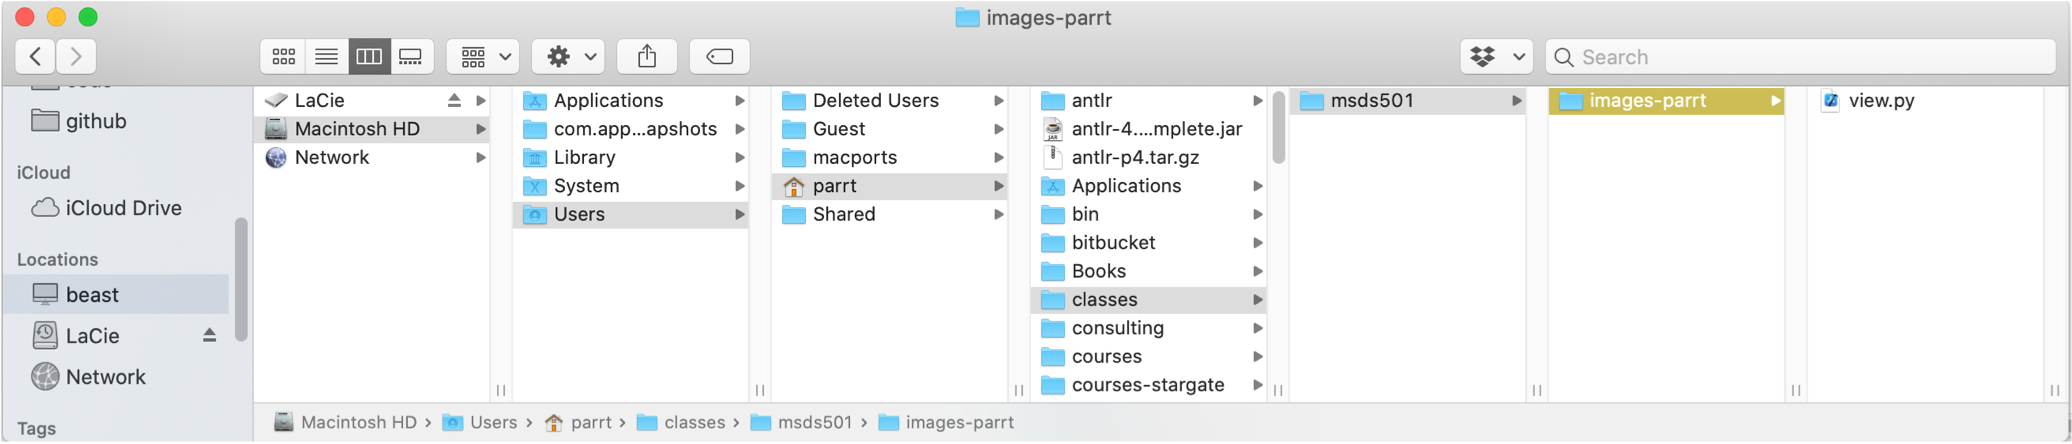 images-parrt
Search
github
iCloud
iCloud Drive
Locations
beast
LaCie
Network
Tags
LaCie
Macintosh HD
Network
Applications
com.app...apshots
Library
System
Users
Deleted Users
Guest
macports
parrt
Shared
antlr
antlr-4....mplete.jar
antlr-p4.tar.gz
Applications
bin
bitbucket
Books
classes
consulting
courses
courses-stargate
msds501
images-parrt
view.py
Macintosh HD › Users › parrt › classes › msds501 › images-parrt